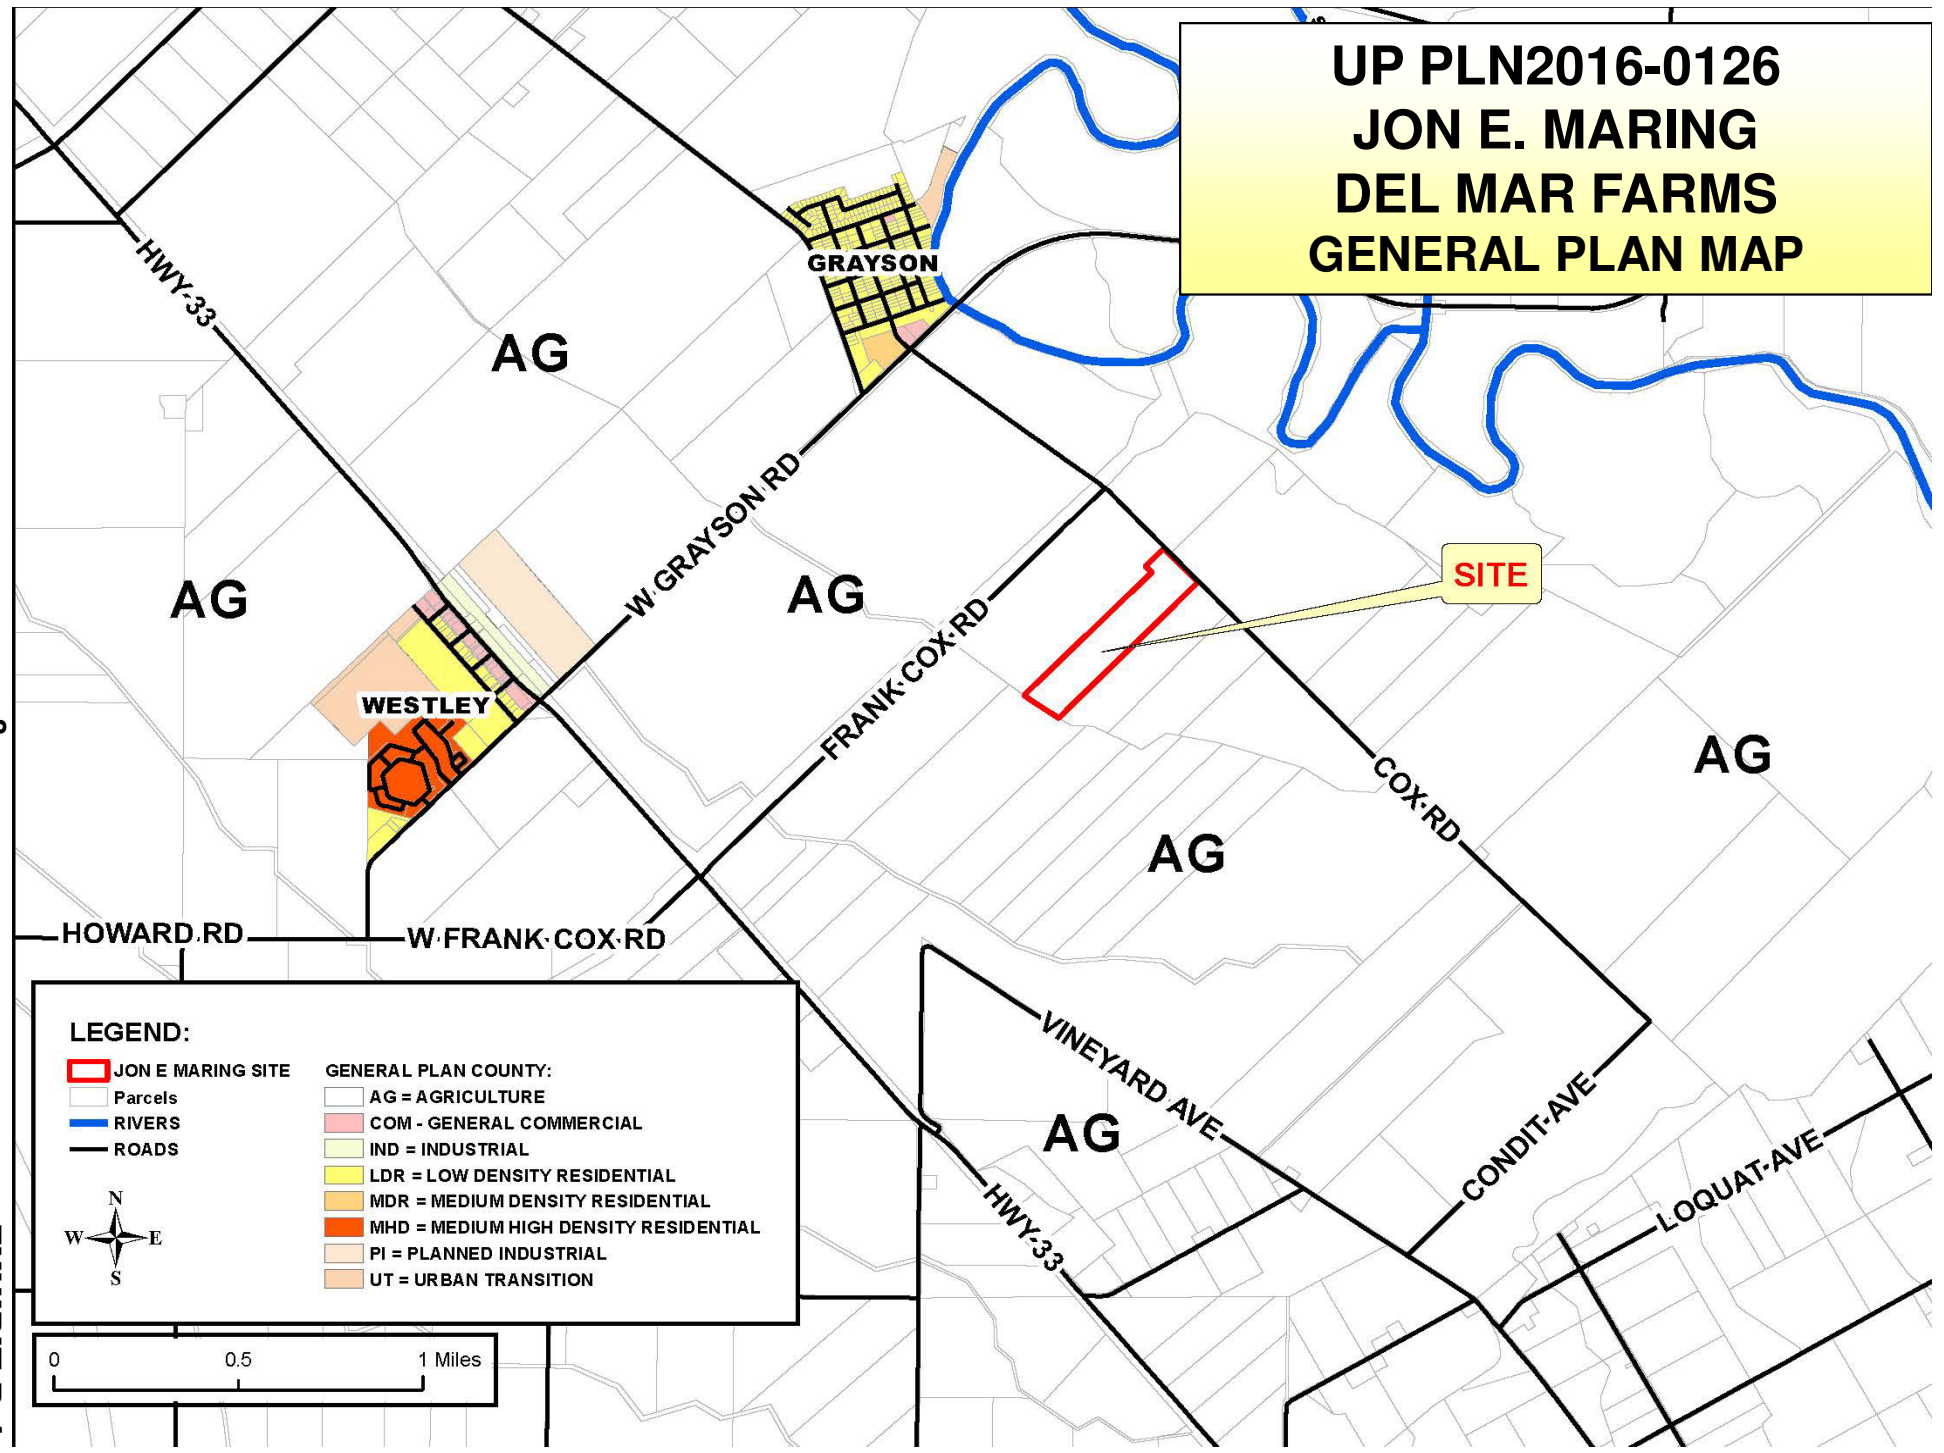 UP PLN2016-0126
JON E. MARING
DEL MAR FARMS
GENERAL PLAN MAP
HWY-33
GRAYSON
AG
W GRAYSON RD
SITE
AG
AG
FRANK COX RD
WESTLEY
AG
COX RD
AG
HOWARD RD
W FRANK COX RD
VINEYARD AVE
AG
CONDIT AVE
LOQUAT AVE
HWY-33
LEGEND:
JON E MARING SITE
Parcels
RIVERS
ROADS
GENERAL PLAN COUNTY:
AG = AGRICULTURE
COM - GENERAL COMMERCIAL
IND = INDUSTRIAL
LDR = LOW DENSITY RESIDENTIAL
MDR = MEDIUM DENSITY RESIDENTIAL
MHD = MEDIUM HIGH DENSITY RESIDENTIAL
PI = PLANNED INDUSTRIAL
UT = URBAN TRANSITION
N
W E
S
0 0.5 1 Miles